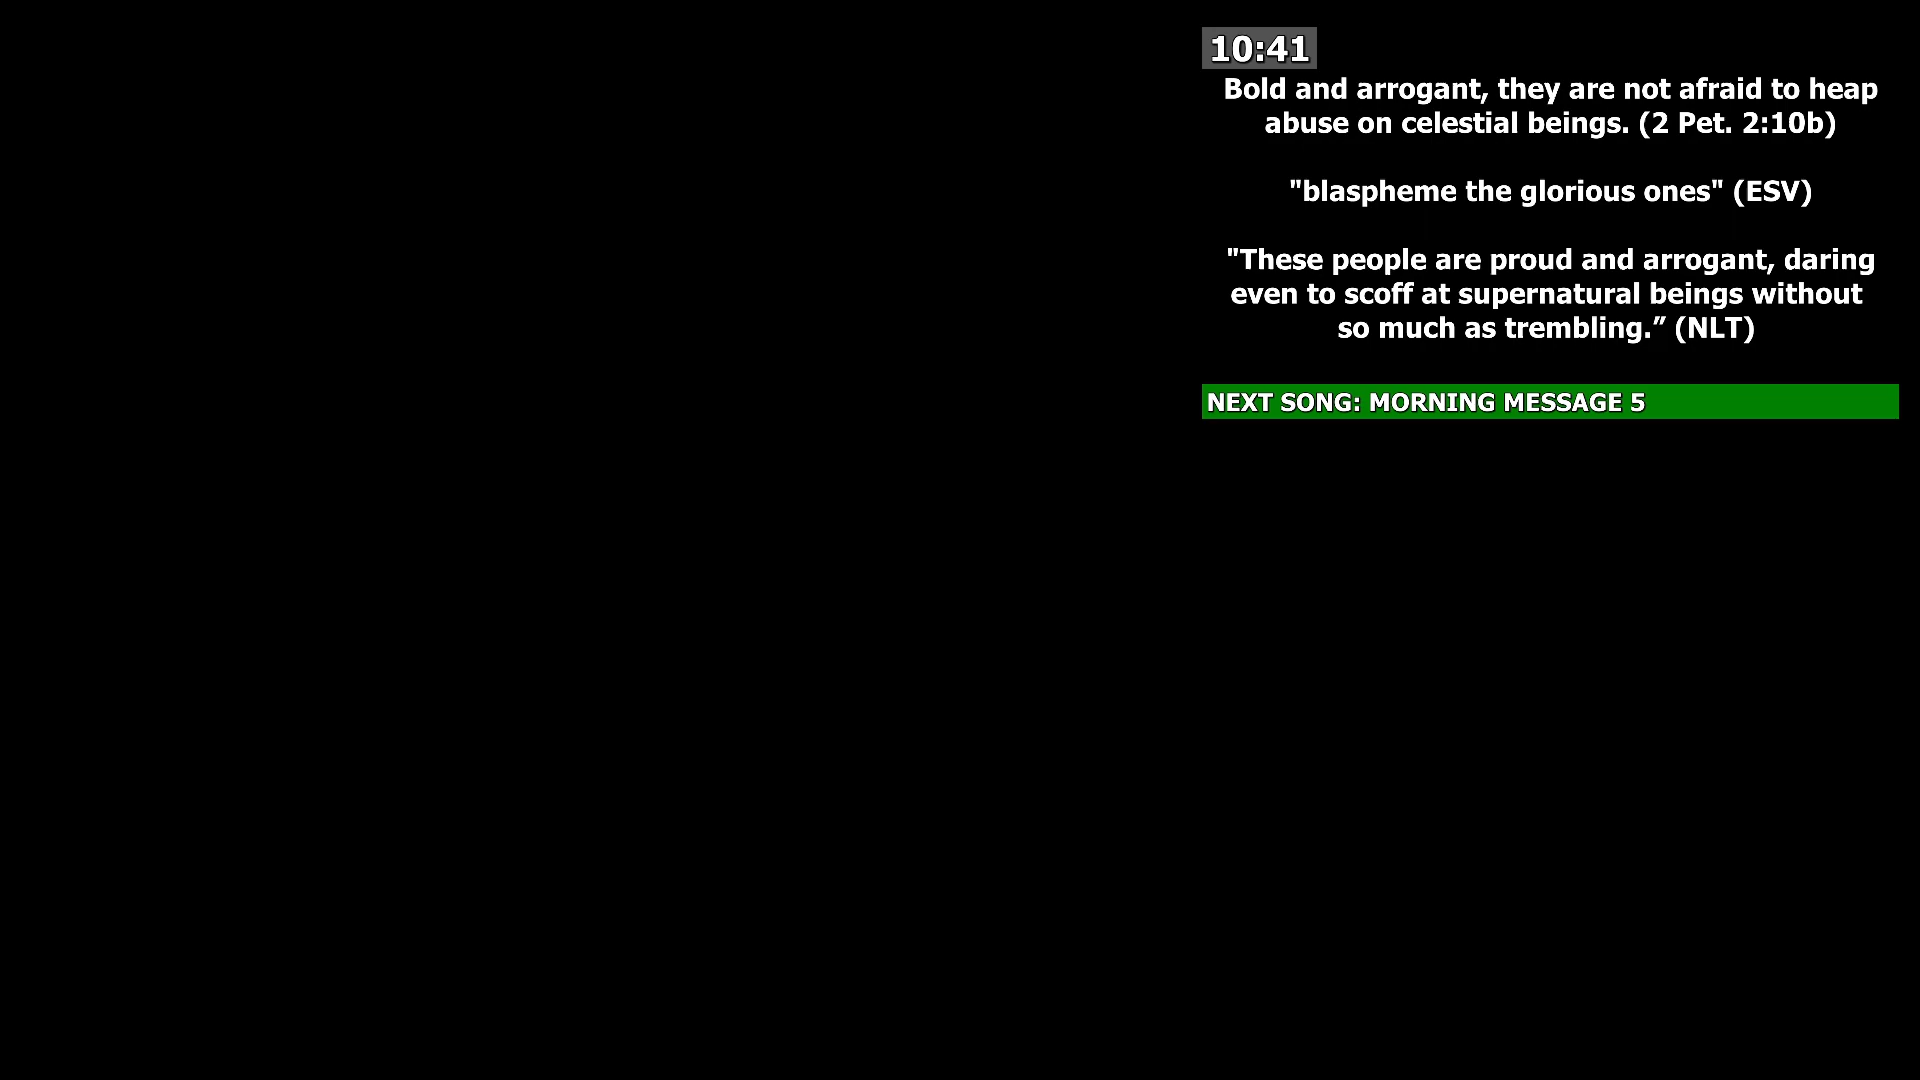 10:41
Bold and arrogant, they are not afraid to heap
abuse on celestial beings. (2 Pet. 2:10b)
"blaspheme the glorious ones" (ESV)
"These people are proud and arrogant, daring
even to scoff at supernatural beings without
so much as trembling.” (NLT)
NEXT SONG: MORNING MESSAGE 5